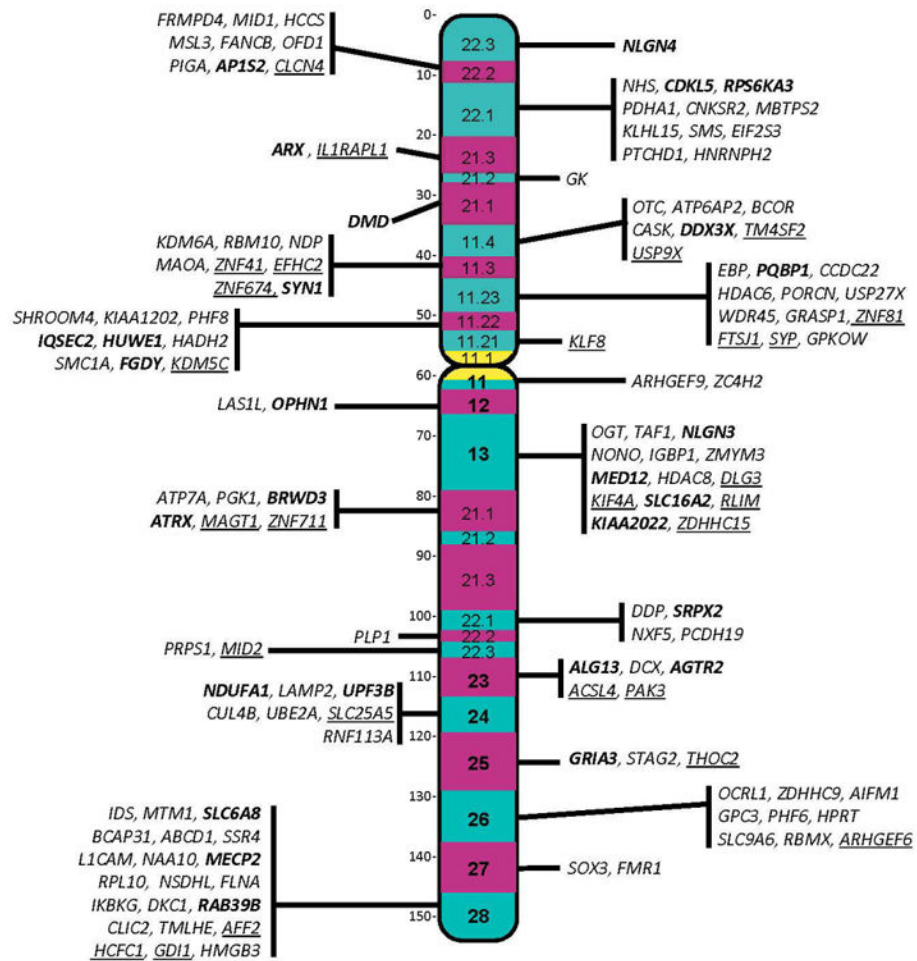 FRMPD4, MID1, HCCS
MSL3, FANCB, OFD1
PIGA, AP1S2, CLCN4
ARX , IL1RAPL1
DMD
KDM6A, RBM10, NDP
MAOA, ZNF41, EFHC2
ZNF674, SYN1
SHROOM4, KIAA1202, PHF8
IQSEC2, HUWE1, HADH2
SMC1A, FGDY, KDM5C
LAS1L, OPHN1
ATP7A, PGK1, BRWD3
ATRX, MAGT1, ZNF711
PLP1
PRPS1, MID2
NDUFA1, LAMP2, UPF3B
CUL4B, UBE2A, SLC25A5
RNF113A
IDS, MTM1, SLC6A8
BCAP31, ABCD1, SSR4
L1CAM, NAA10, MECP2
RPL10, NSDHL, FLNA
IKBKG, DKC1, RAB39B
CLIC2, TMLHE, AFF2
HCFC1, GDI1, HMGB3
0-
10-
20-
30-
40-
50-
60-
70-
80-
90-
100-
110-
120-
130-
140-
150-
22.3
22.2
22.1
21.3
21.2
21.1
11.4
11.3
11.23
11.22
11.21
11.1
11
12
13
21.1
21.2
21.3
22.1
22.2
22.3
23
24
25
26
27
28
NLGN4
NHS, CDKL5, RPS6KA3
PDHA1, CNKSR2, MBTPS2
KLHL15, SMS, EIF2S3
PTCHD1, HNRNPH2
GK
OTC, ATP6AP2, BCOR
CASK, DDX3X, TM4SF2
USP9X
EBP, PQBP1, CCDC22
HDAC6, PORCN, USP27X
WDR45, GRASP1, ZNF81
FTSJ1, SYP, GPKOW
KLF8
ARHGEF9, ZC4H2
OGT, TAF1, NLGN3
NONO, IGBP1, ZMYM3
MED12, HDAC8, DLG3
KIF4A, SLC16A2, RLIM
KIAA2022, ZDHHC15
DDP, SRPX2
NXF5, PCDH19
ALG13, DCX, AGTR2
ACSL4, PAK3
GRIA3, STAG2, THOC2
OCRL1, ZDHHC9, AIFM1
GPC3, PHF6, HPRT
SLC9A6, RBMX, ARHGEF6
SOX3, FMR1